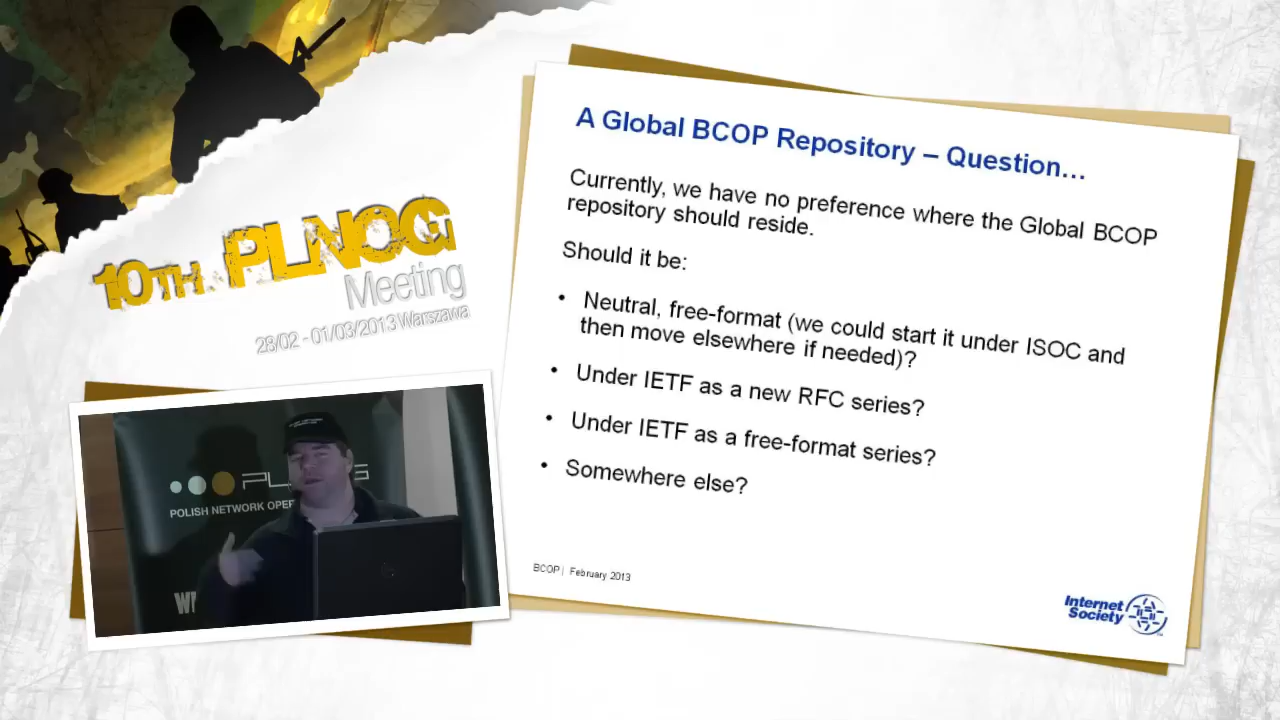 10TH PLNOG
Meeting
28/02 - 01/03/2013 Warszawa
A Global BCOP Repository – Question...
Currently, we have no preference where the Global BCOP
repository should reside.
Should it be:
• Neutral, free-format (we could start it under ISOC and
then move elsewhere if needed)?
• Under IETF as a new RFC series?
• Under IETF as a free-format series?
• Somewhere else?
BCOP | February 2013
Internet
Society
POLISH NETWORK OPER